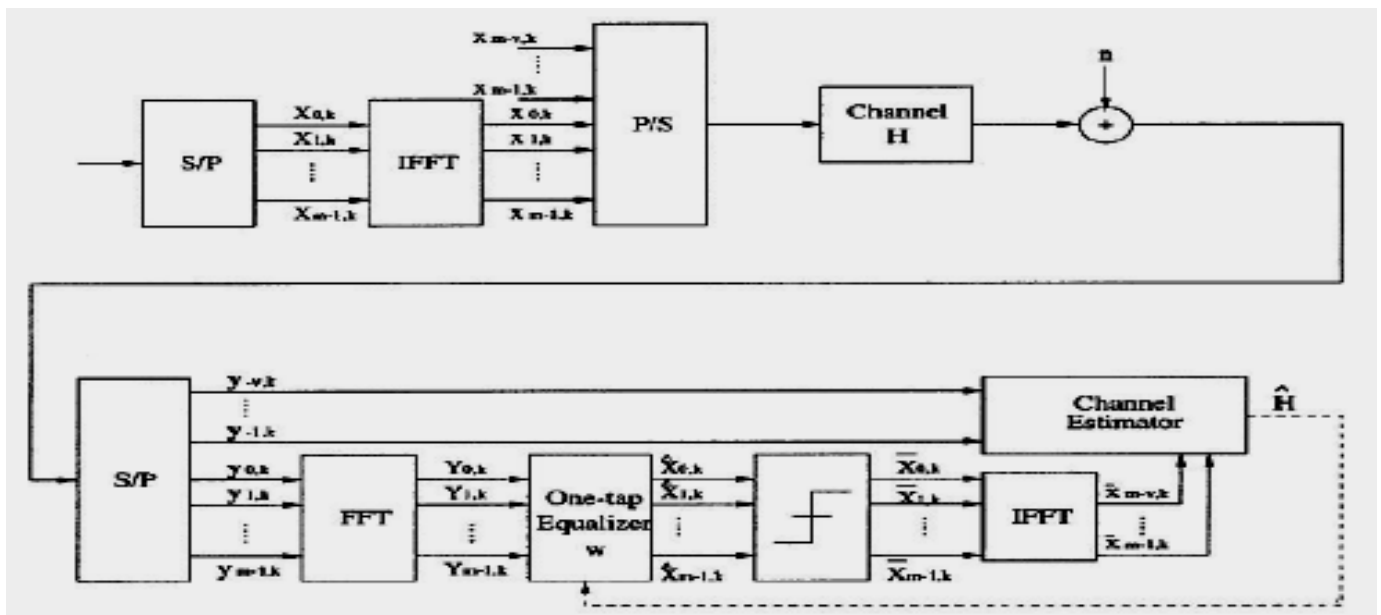 x m-v,k
x m-1,k
n
S/P
X0,k
X1,k
Xm-1,k
IFFT
x 0,k
x 1,k
x m-1,k
P/S
Channel
H
+
S/P
y -v,k
y -1,k
y 0,k
y 1,k
y m-1,k
FFT
Y0,k
Y1,k
Ym-1,k
One-tap
Equalizer
w
X̂0,k
X̂1,k
X̂m-1,k
X̄0,k
X̄1,k
X̄m-1,k
IFFT
x̄ m-v,k
x̄ m-1,k
Channel
Estimator
Ĥ